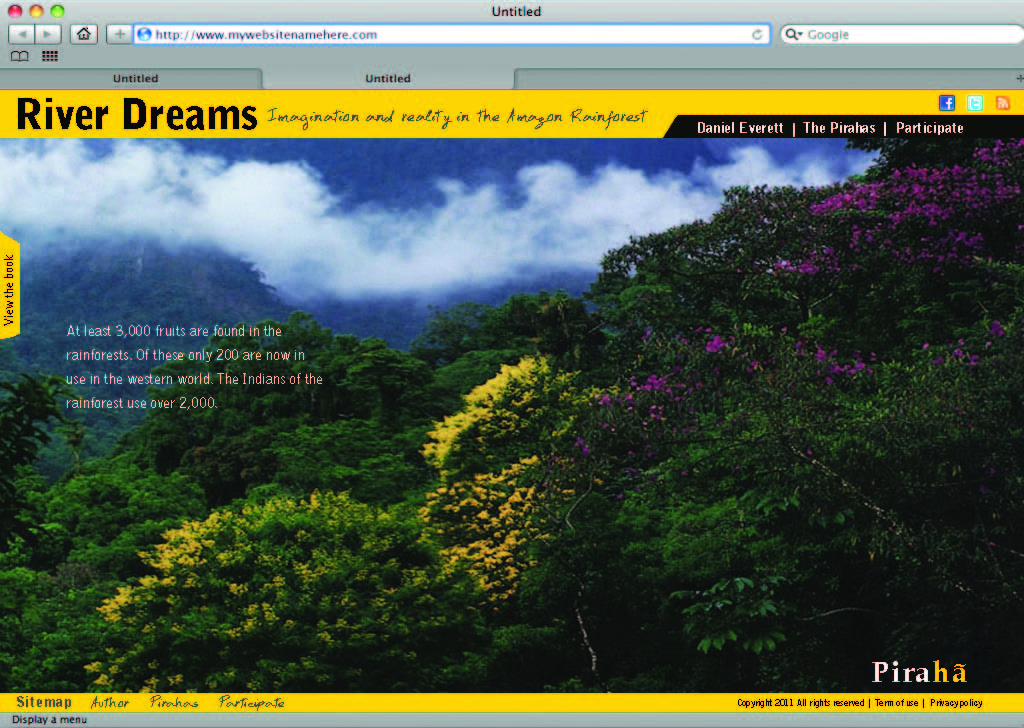 Untitled
http://www.mywebsitenamehere.com
Google
Untitled
Untitled
River Dreams Imagination and reality in the Amazon Rainforest
Daniel Everett | The Pirahas | Participate
View the book
At least 3,000 fruits are found in the
rainforests. Of these only 200 are now in
use in the western world. The Indians of the
rainforest use over 2,000.
Pirahã
Sitemap Author Pirahas Participate
Copyright 2011 All rights reserved | Term of use | Privacy policy
Display a menu